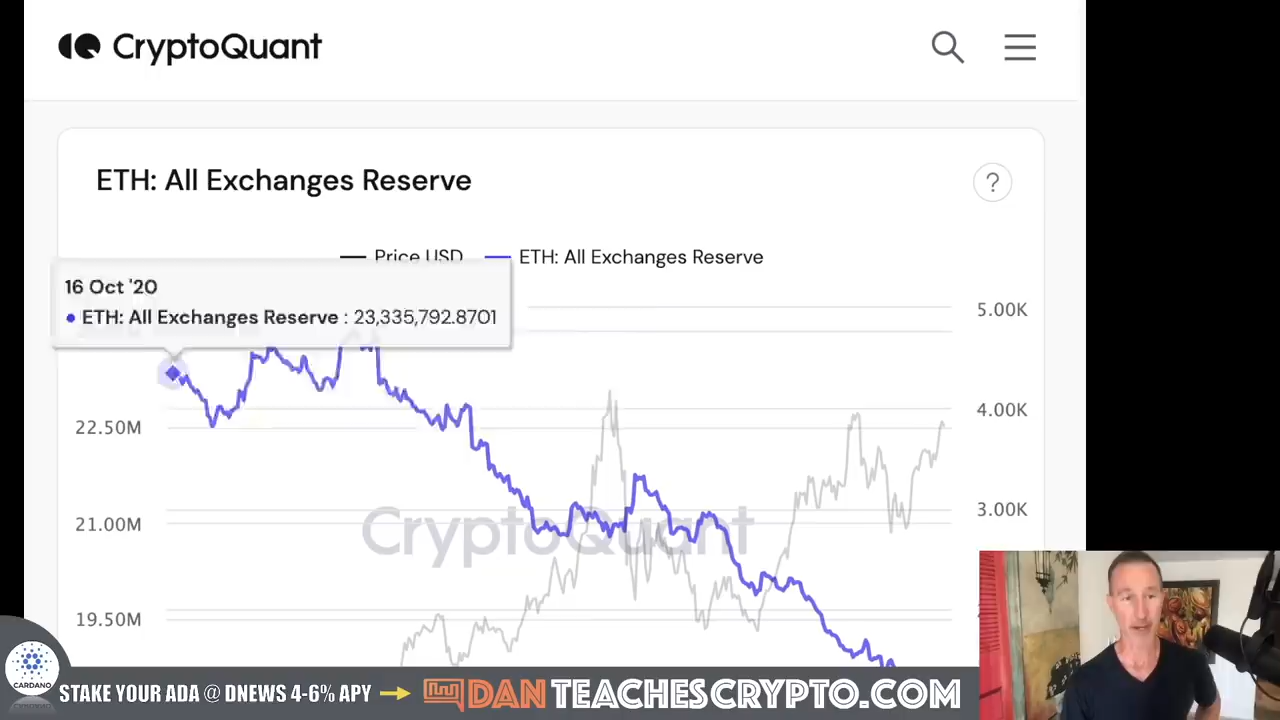 CryptoQuant
ETH: All Exchanges Reserve
?
Price USD
ETH: All Exchanges Reserve
16 Oct '20
ETH: All Exchanges Reserve : 23,335,792.8701
5.00K
22.50M
4.00K
CryptoQuant
21.00M
3.00K
19.50M
CARDANO
STAKE YOUR ADA @ DNEWS 4-6% APY
DAN TEACHESCRYPTO.COM